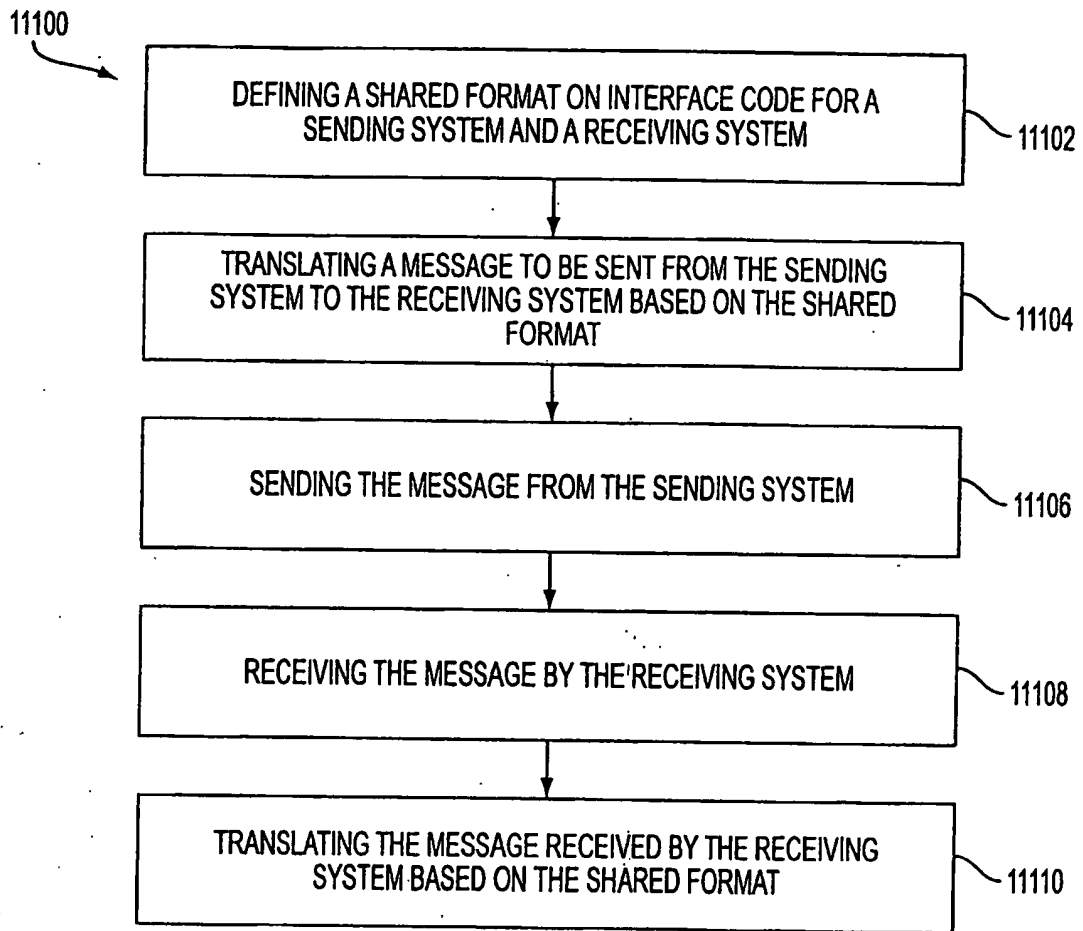 11100
DEFINING A SHARED FORMAT ON INTERFACE CODE FOR A
SENDING SYSTEM AND A RECEIVING SYSTEM
11102
TRANSLATING A MESSAGE TO BE SENT FROM THE SENDING
SYSTEM TO THE RECEIVING SYSTEM BASED ON THE SHARED
FORMAT
11104
SENDING THE MESSAGE FROM THE SENDING SYSTEM
11106
RECEIVING THE MESSAGE BY THE RECEIVING SYSTEM
11108
TRANSLATING THE MESSAGE RECEIVED BY THE RECEIVING
SYSTEM BASED ON THE SHARED FORMAT
11110